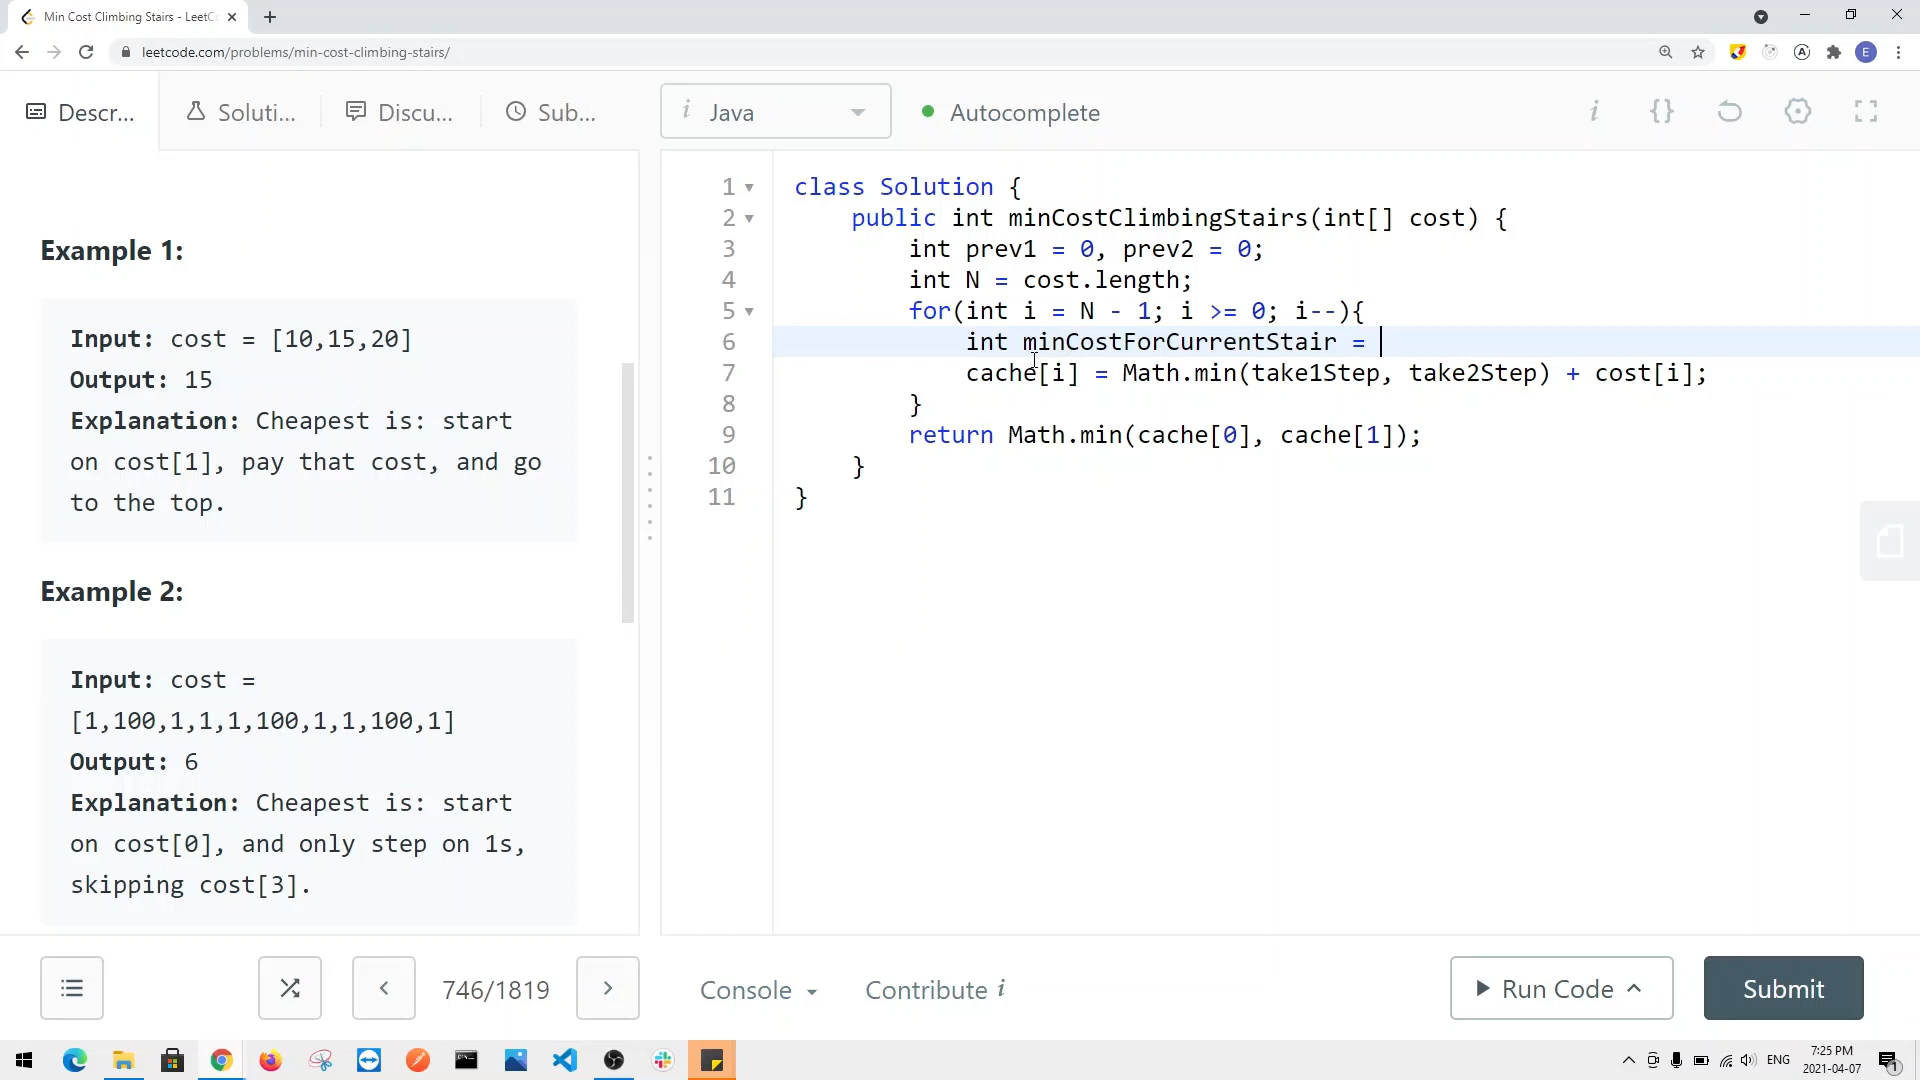 Min Cost Climbing Stairs - LeetC
leetcode.com/problems/min-cost-climbing-stairs/
E
Descr...
Soluti...
Discu...
Sub...
i Java
Autocomplete
i {}
Example 1:
Input: cost = [10,15,20]
Output: 15
Explanation: Cheapest is: start
on cost[1], pay that cost, and go
to the top.
Example 2:
Input: cost =
[1,100,1,1,1,100,1,1,100,1]
Output: 6
Explanation: Cheapest is: start
on cost[0], and only step on 1s,
skipping cost[3].
1 class Solution {
2 public int minCostClimbingStairs(int[] cost) {
3 int prev1 = 0, prev2 = 0;
4 int N = cost.length;
5 for(int i = N - 1; i >= 0; i--){
6 int minCostForCurrentStair =
7 cache[i] = Math.min(take1Step, take2Step) + cost[i];
8 }
9 return Math.min(cache[0], cache[1]);
10 }
11 }
746/1819
Console
Contribute i
Run Code
Submit
ENG
7:25 PM
2021-04-07
1